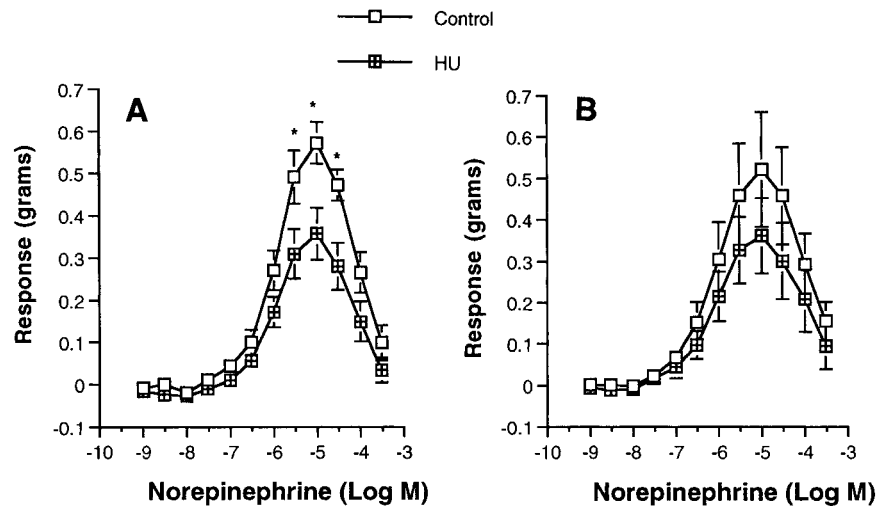 Control
HU
A
Response (grams)
0.7
0.6
0.5
0.4
0.3
0.2
0.1
0
-0.1
* * *
-10 -9 -8 -7 -6 -5 -4 -3
Norepinephrine (Log M)
B
Response (grams)
0.7
0.6
0.5
0.4
0.3
0.2
0.1
0
-0.1
-10 -9 -8 -7 -6 -5 -4 -3
Norepinephrine (Log M)